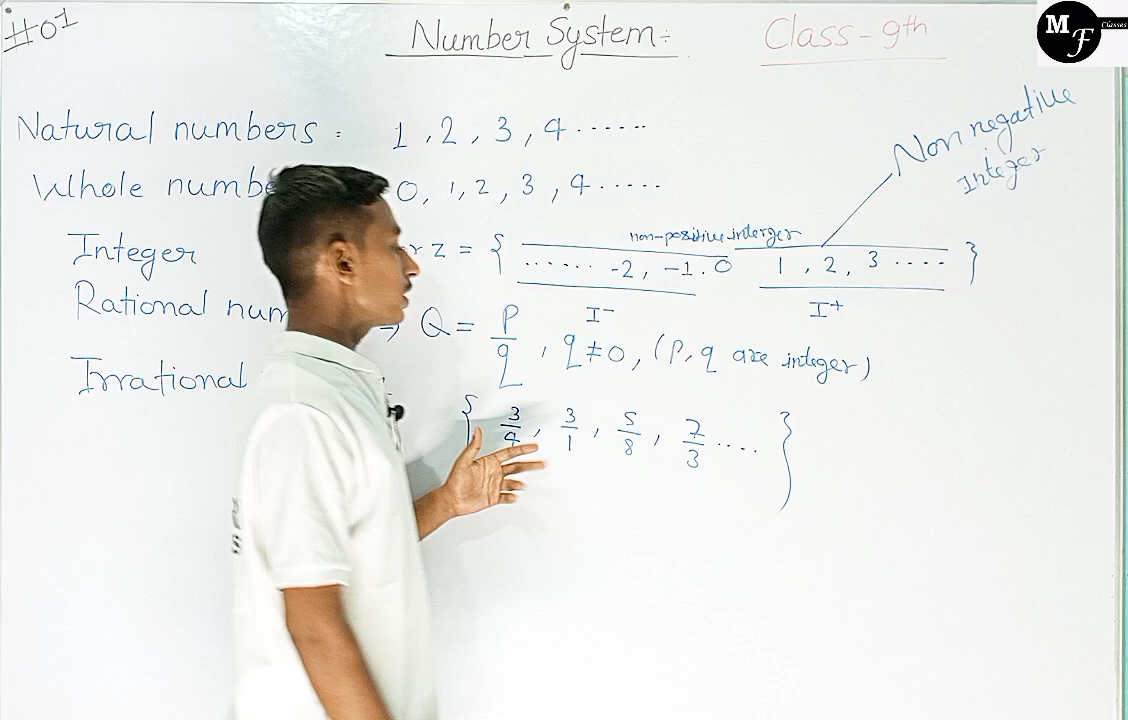 #01
Number System:
Class-9th
M F Classes
Natural numbers : 1, 2, 3, 4 ......
Whole numbe 0, 1, 2, 3, 4 .....
Non negative
Integer
non-positive interger
Integer r Z = { ...... -2, -1. 0 1, 2, 3 .... }
I⁻ I⁺
Rational num → Q = p/q, q ≠ 0, (P, q are integer)
Irrational
{ 3/4, 3/1, 5/8, 7/3 .... }